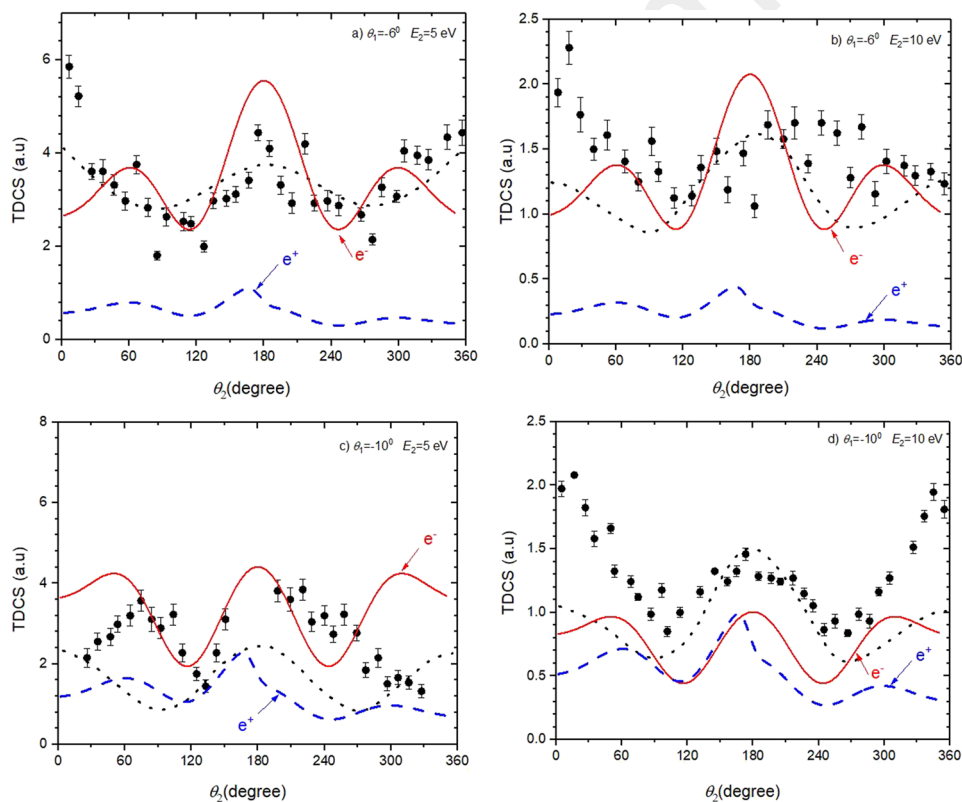 a) θ₁=-6⁰ E₂=5 eV
TDCS (a.u)
6
4
2
0
e⁺
e⁻
0 60 120 180 240 300 360
θ₂(degree)
b) θ₁=-6⁰ E₂=10 eV
TDCS (a.u)
2.5
2.0
1.5
1.0
0.5
0.0
e⁻
e⁺
0 60 120 180 240 300 360
θ₂(degree)
c) θ₁=-10⁰ E₂=5 eV
TDCS (a.u)
8
6
4
2
0
e⁻
e⁺
0 60 120 180 240 300 360
θ₂(degree)
d) θ₁=-10⁰ E₂=10 eV
TDCS (a.u)
2.5
2.0
1.5
1.0
0.5
0.0
e⁻
e⁺
0 60 120 180 240 300 360
θ₂(degree)